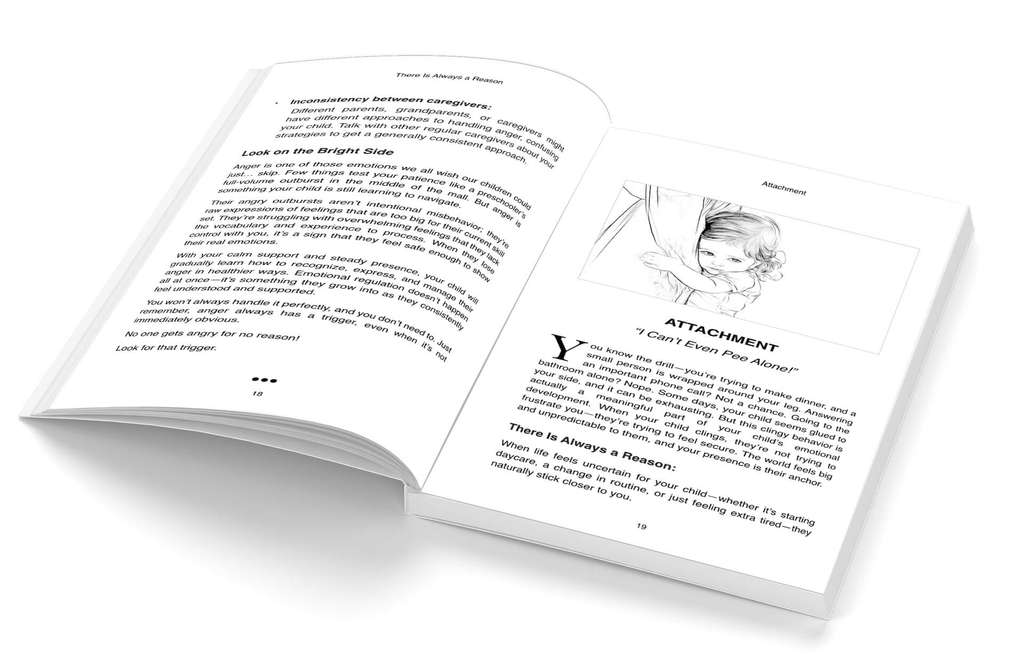 There Is Always a Reason
• Inconsistency between caregivers:
Different parents, grandparents, or caregivers might
have different approaches to handling anger, confusing
your child. Talk with other regular caregivers about your
strategies to get a generally consistent approach.
Look on the Bright Side
Anger is one of those emotions we all wish our children could
just... skip. Few things test your patience like a preschooler's
full-volume outburst in the middle of the mall. But anger is
something your child is still learning to navigate.
Their angry outbursts aren't intentional misbehavior; they're
raw expressions of feelings that are too big for their current skill
set. They're struggling with overwhelming feelings that they lack
the vocabulary and experience to process. When they lose
control with you, it's a sign that they feel safe enough to show
their real emotions.
With your calm support and steady presence, your child will
gradually learn how to recognize, express, and manage their
anger in healthier ways. Emotional regulation doesn't happen
all at once—it's something they grow into as they consistently
feel understood and supported.
You won't always handle it perfectly, and you don't need to. Just
remember, anger always has a trigger, even when it's not
immediately obvious.
No one gets angry for no reason!
Look for that trigger.
•••
18
Attachment
ATTACHMENT
"I Can't Even Pee Alone!"
You know the drill—you're trying to make dinner, and a
small person is wrapped around your leg. Answering
an important phone call? Not a chance. Going to the
bathroom alone? Nope. Some days, your child seems glued to
your side, and it can be exhausting. But this clingy behavior is
actually a meaningful part of your child's emotional
development. When your child clings, they're not trying to
frustrate you—they're trying to feel secure. The world feels big
and unpredictable to them, and your presence is their anchor.
There Is Always a Reason:
When life feels uncertain for your child—whether it's starting
daycare, a change in routine, or just feeling extra tired—they
naturally stick closer to you.
19